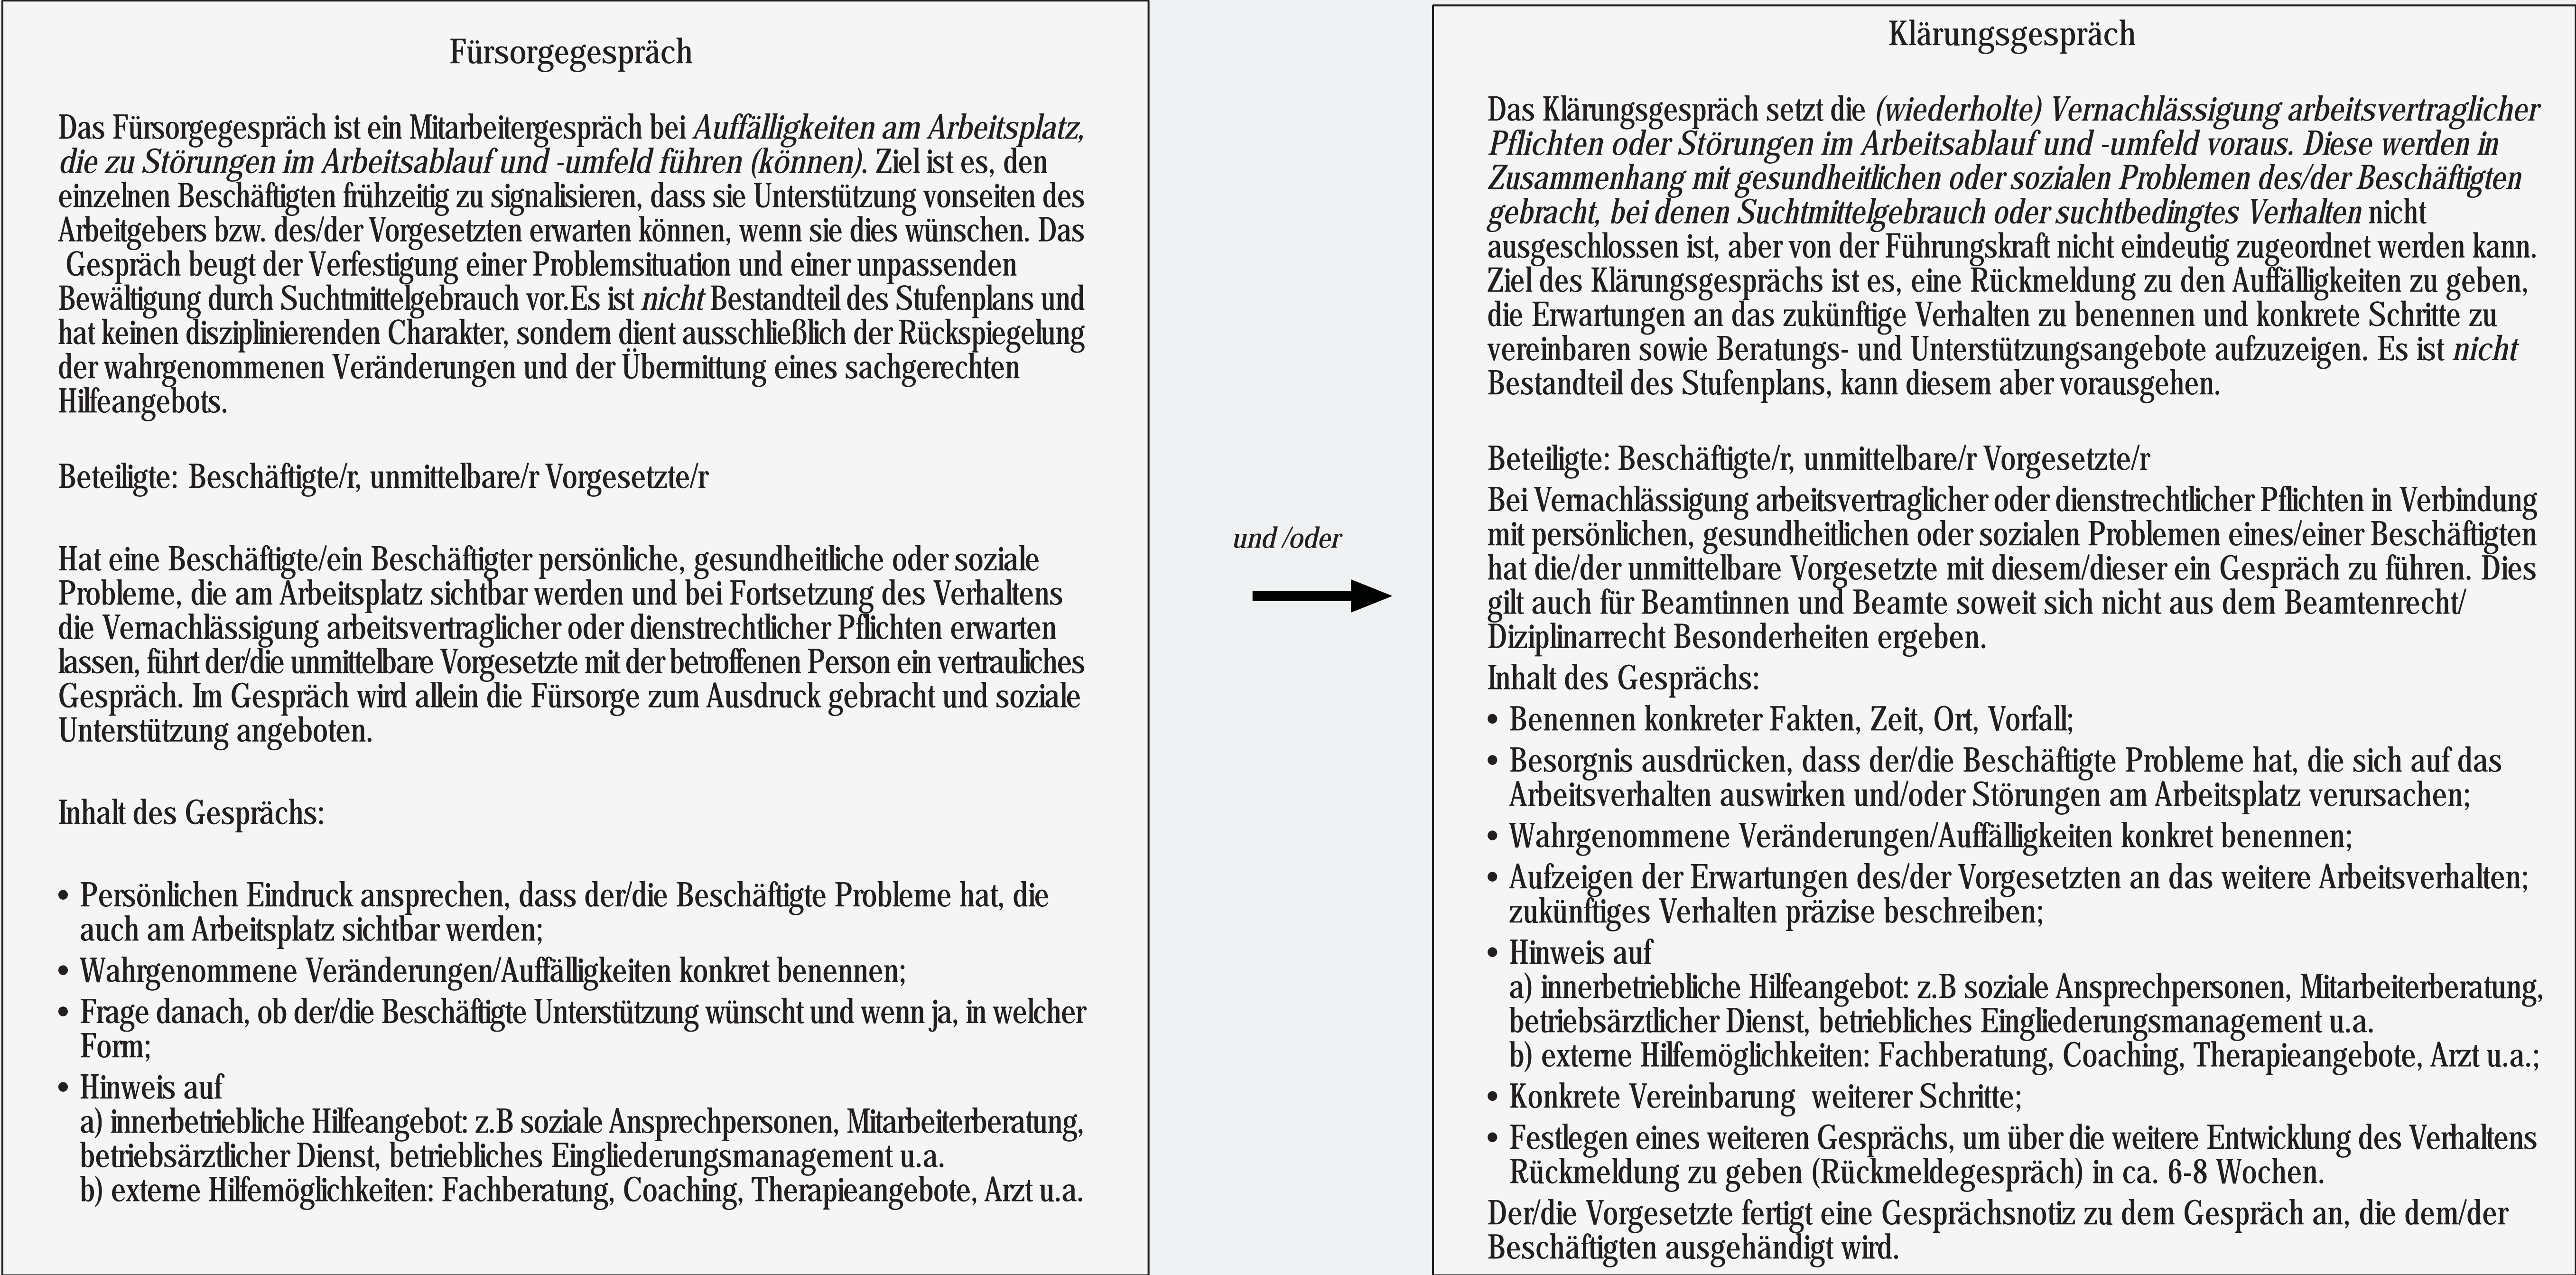 Fürsorgegespräch
Das Fürsorgegespräch ist ein Mitarbeitergespräch bei Auffälligkeiten am Arbeitsplatz,
die zu Störungen im Arbeitsablauf und -umfeld führen (können). Ziel ist es, den
einzelnen Beschäftigten frühzeitig zu signalisieren, dass sie Unterstützung vonseiten des
Arbeitgebers bzw. des/der Vorgesetzten erwarten können, wenn sie dies wünschen. Das
Gespräch beugt der Verfestigung einer Problemsituation und einer unpassenden
Bewältigung durch Suchtmittelgebrauch vor.Es ist nicht Bestandteil des Stufenplans und
hat keinen disziplinierenden Charakter, sondern dient ausschließlich der Rückspiegelung
der wahrgenommenen Veränderungen und der Übermittung eines sachgerechten
Hilfeangebots.
Beteiligte: Beschäftigte/r, unmittelbare/r Vorgesetzte/r
Hat eine Beschäftigte/ein Beschäftigter persönliche, gesundheitliche oder soziale
Probleme, die am Arbeitsplatz sichtbar werden und bei Fortsetzung des Verhaltens
die Vernachlässigung arbeitsvertraglicher oder dienstrechtlicher Pflichten erwarten
lassen, führt der/die unmittelbare Vorgesetzte mit der betroffenen Person ein vertrauliches
Gespräch. Im Gespräch wird allein die Fürsorge zum Ausdruck gebracht und soziale
Unterstützung angeboten.
Inhalt des Gesprächs:
• Persönlichen Eindruck ansprechen, dass der/die Beschäftigte Probleme hat, die
auch am Arbeitsplatz sichtbar werden;
• Wahrgenommene Veränderungen/Auffälligkeiten konkret benennen;
• Frage danach, ob der/die Beschäftigte Unterstützung wünscht und wenn ja, in welcher
Form;
• Hinweis auf
a) innerbetriebliche Hilfeangebot: z.B soziale Ansprechpersonen, Mitarbeiterberatung,
betriebsärztlicher Dienst, betriebliches Eingliederungsmanagement u.a.
b) externe Hilfemöglichkeiten: Fachberatung, Coaching, Therapieangebote, Arzt u.a.
und /oder
Klärungsgespräch
Das Klärungsgespräch setzt die (wiederholte) Vernachlässigung arbeitsvertraglicher
Pflichten oder Störungen im Arbeitsablauf und -umfeld voraus. Diese werden in
Zusammenhang mit gesundheitlichen oder sozialen Problemen des/der Beschäftigten
gebracht, bei denen Suchtmittelgebrauch oder suchtbedingtes Verhalten nicht
ausgeschlossen ist, aber von der Führungskraft nicht eindeutig zugeordnet werden kann.
Ziel des Klärungsgesprächs ist es, eine Rückmeldung zu den Auffälligkeiten zu geben,
die Erwartungen an das zukünftige Verhalten zu benennen und konkrete Schritte zu
vereinbaren sowie Beratungs- und Unterstützungsangebote aufzuzeigen. Es ist nicht
Bestandteil des Stufenplans, kann diesem aber vorausgehen.
Beteiligte: Beschäftigte/r, unmittelbare/r Vorgesetzte/r
Bei Vernachlässigung arbeitsvertraglicher oder dienstrechtlicher Pflichten in Verbindung
mit persönlichen, gesundheitlichen oder sozialen Problemen eines/einer Beschäftigten
hat die/der unmittelbare Vorgesetzte mit diesem/dieser ein Gespräch zu führen. Dies
gilt auch für Beamtinnen und Beamte soweit sich nicht aus dem Beamtenrecht/
Diziplinarrecht Besonderheiten ergeben.
Inhalt des Gesprächs:
• Benennen konkreter Fakten, Zeit, Ort, Vorfall;
• Besorgnis ausdrücken, dass der/die Beschäftigte Probleme hat, die sich auf das
Arbeitsverhalten auswirken und/oder Störungen am Arbeitsplatz verursachen;
• Wahrgenommene Veränderungen/Auffälligkeiten konkret benennen;
• Aufzeigen der Erwartungen des/der Vorgesetzten an das weitere Arbeitsverhalten;
zukünftiges Verhalten präzise beschreiben;
• Hinweis auf
a) innerbetriebliche Hilfeangebot: z.B soziale Ansprechpersonen, Mitarbeiterberatung,
betriebsärztlicher Dienst, betriebliches Eingliederungsmanagement u.a.
b) externe Hilfemöglichkeiten: Fachberatung, Coaching, Therapieangebote, Arzt u.a.;
• Konkrete Vereinbarung weiterer Schritte;
• Festlegen eines weiteren Gesprächs, um über die weitere Entwicklung des Verhaltens
Rückmeldung zu geben (Rückmeldegespräch) in ca. 6-8 Wochen.
Der/die Vorgesetzte fertigt eine Gesprächsnotiz zu dem Gespräch an, die dem/der
Beschäftigten ausgehändigt wird.